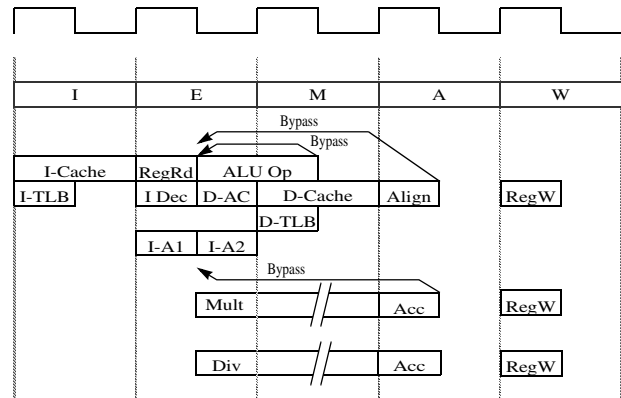 I E M A W
Bypass
Bypass
I-Cache RegRd ALU Op
I-TLB I Dec D-AC D-Cache Align RegW
D-TLB
I-A1 I-A2
Bypass
Mult Acc RegW
Div Acc RegW